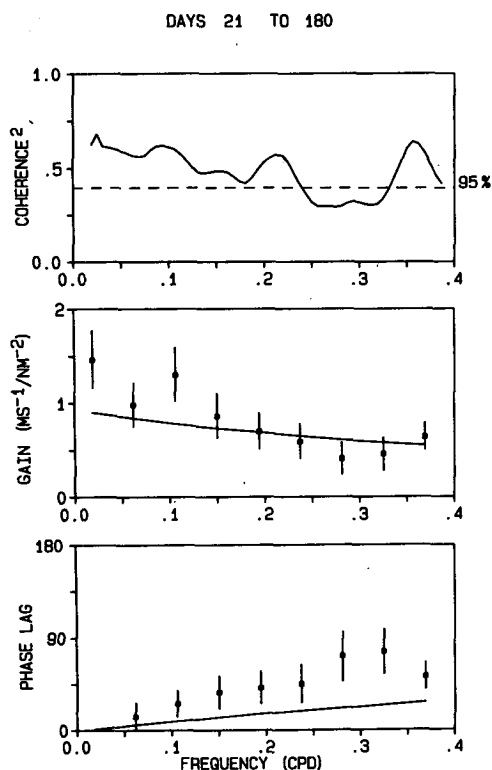 DAYS 21 TO 180
1.0
COHERENCE²
.5
95%
0.0
0.0 .1 .2 .3 .4
2
GAIN (MS⁻¹/NM⁻²)
1
0
0.0 .1 .2 .3 .4
180
PHASE LAG
90
0
0.0 .1 .2 .3 .4
FREQUENCY (CPD)